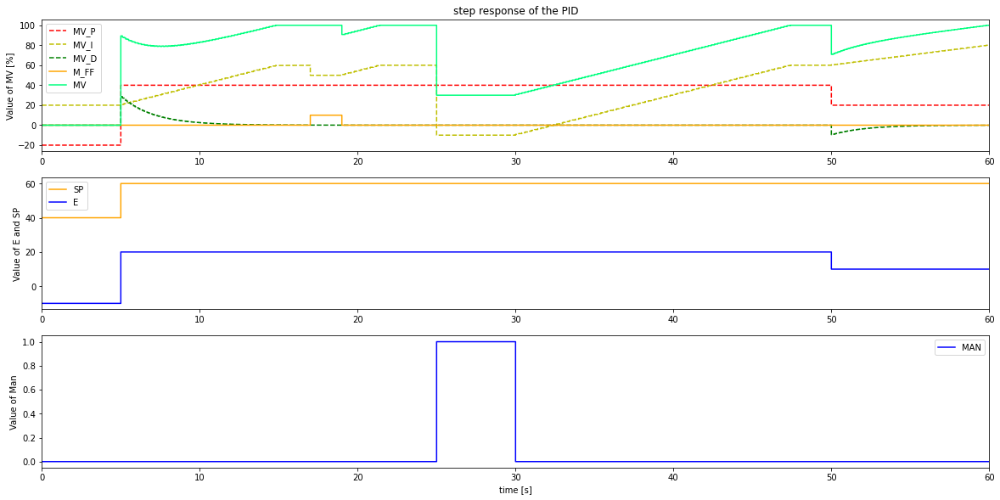 step response of the PID
Value of MV [%]
100
80
60
40
20
0
−20
MV_P
MV_I
MV_D
M_FF
MV
0 10 20 30 40 50 60
Value of E and SP
60
40
20
0
SP
E
0 10 20 30 40 50 60
Value of Man
1.0
0.8
0.6
0.4
0.2
0.0
MAN
0 10 20 30 40 50 60
time [s]